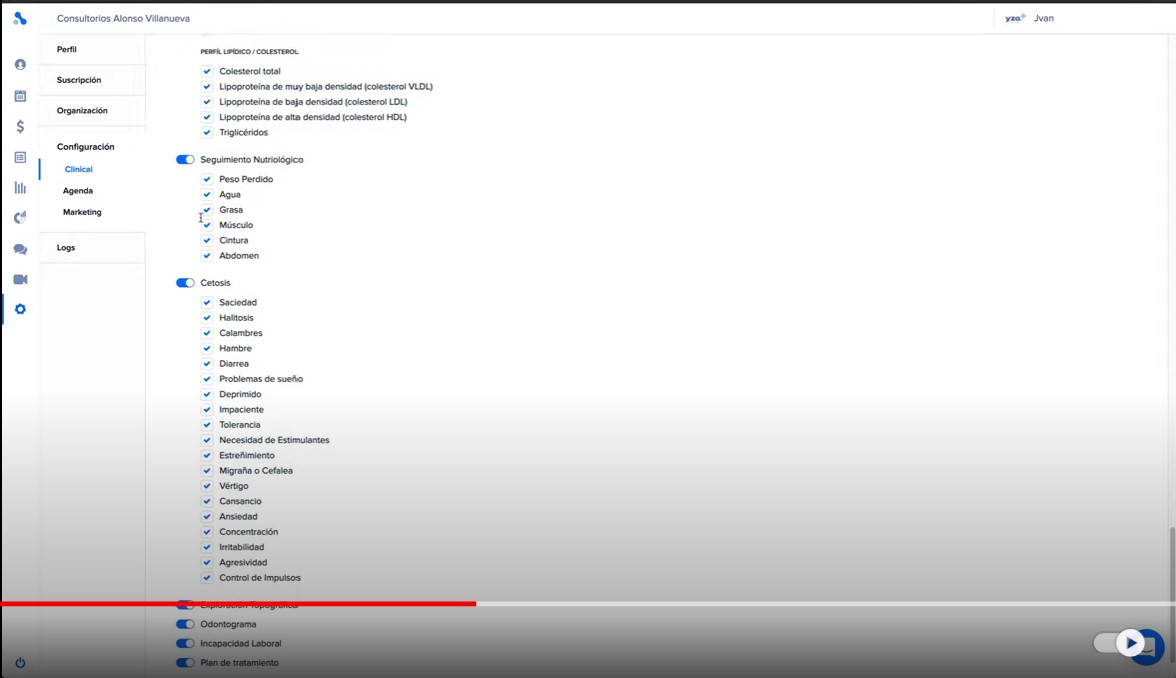 Consultorios Alonso Villanueva
yza
Jvan
Perfil
Suscripción
Organización
Configuración
Clinical
Agenda
Marketing
Logs
PERFÍL LIPÍDICO / COLESTEROL
Colesterol total
Lipoproteína de muy baja densidad (colesterol VLDL)
Lipoproteína de baja densidad (colesterol LDL)
Lipoproteína de alta densidad (colesterol HDL)
Triglicéridos
Seguimiento Nutriológico
Peso Perdido
Agua
Grasa
Músculo
Cintura
Abdomen
Cetosis
Saciedad
Halitosis
Calambres
Hambre
Diarrea
Problemas de sueño
Deprimido
Impaciente
Tolerancia
Necesidad de Estimulantes
Estreñimiento
Migraña o Cefalea
Vértigo
Cansancio
Ansiedad
Concentración
Irritabilidad
Agresividad
Control de Impulsos
Exploración Topográfica
Odontograma
Incapacidad Laboral
Plan de tratamiento